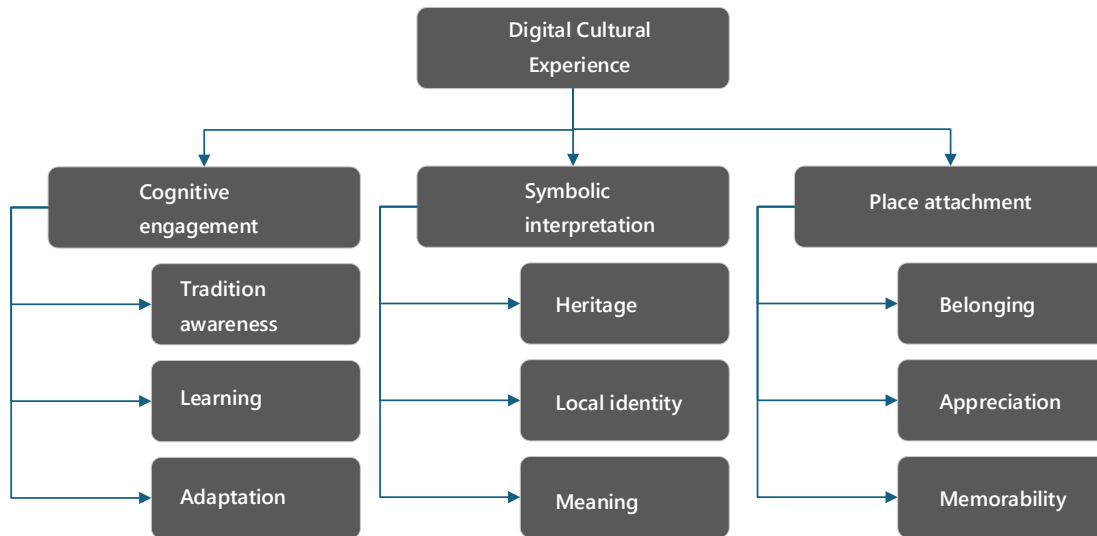 Digital Cultural
Experience
Cognitive
engagement
Symbolic
interpretation
Place attachment
Tradition
awareness
Heritage
Belonging
Learning
Local identity
Appreciation
Adaptation
Meaning
Memorability